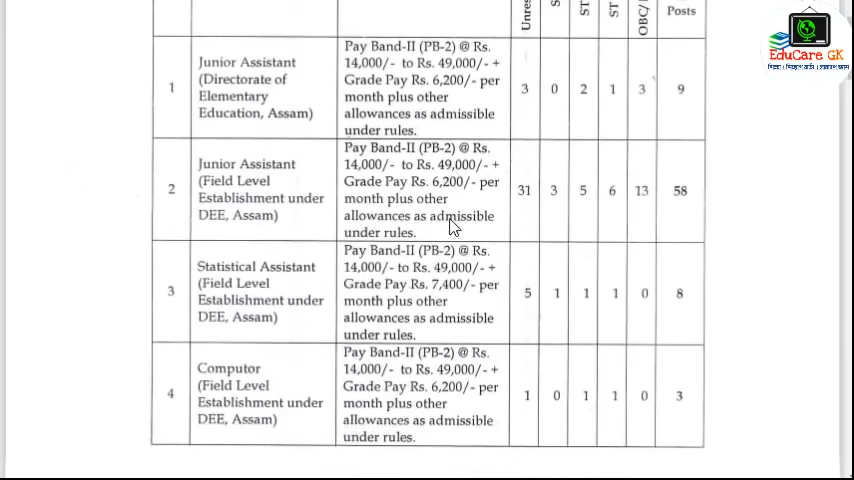 Unres
S
ST
ST
OBC/
Posts
EduCare GK
1
Junior Assistant
(Directorate of
Elementary
Education, Assam)
Pay Band-II (PB-2) @ Rs.
14,000/- to Rs. 49,000/- +
Grade Pay Rs. 6,200/- per
month plus other
allowances as admissible
under rules.
3 0 2 1 3 9
2
Junior Assistant
(Field Level
Establishment under
DEE, Assam)
Pay Band-II (PB-2) @ Rs.
14,000/- to Rs. 49,000/- +
Grade Pay Rs. 6,200/- per
month plus other
allowances as admissible
under rules.
31 3 5 6 13 58
3
Statistical Assistant
(Field Level
Establishment under
DEE, Assam)
Pay Band-II (PB-2) @ Rs.
14,000/- to Rs. 49,000/- +
Grade Pay Rs. 7,400/- per
month plus other
allowances as admissible
under rules.
5 1 1 1 0 8
4
Computor
(Field Level
Establishment under
DEE, Assam)
Pay Band-II (PB-2) @ Rs.
14,000/- to Rs. 49,000/- +
Grade Pay Rs. 6,200/- per
month plus other
allowances as admissible
under rules.
1 0 1 1 0 3